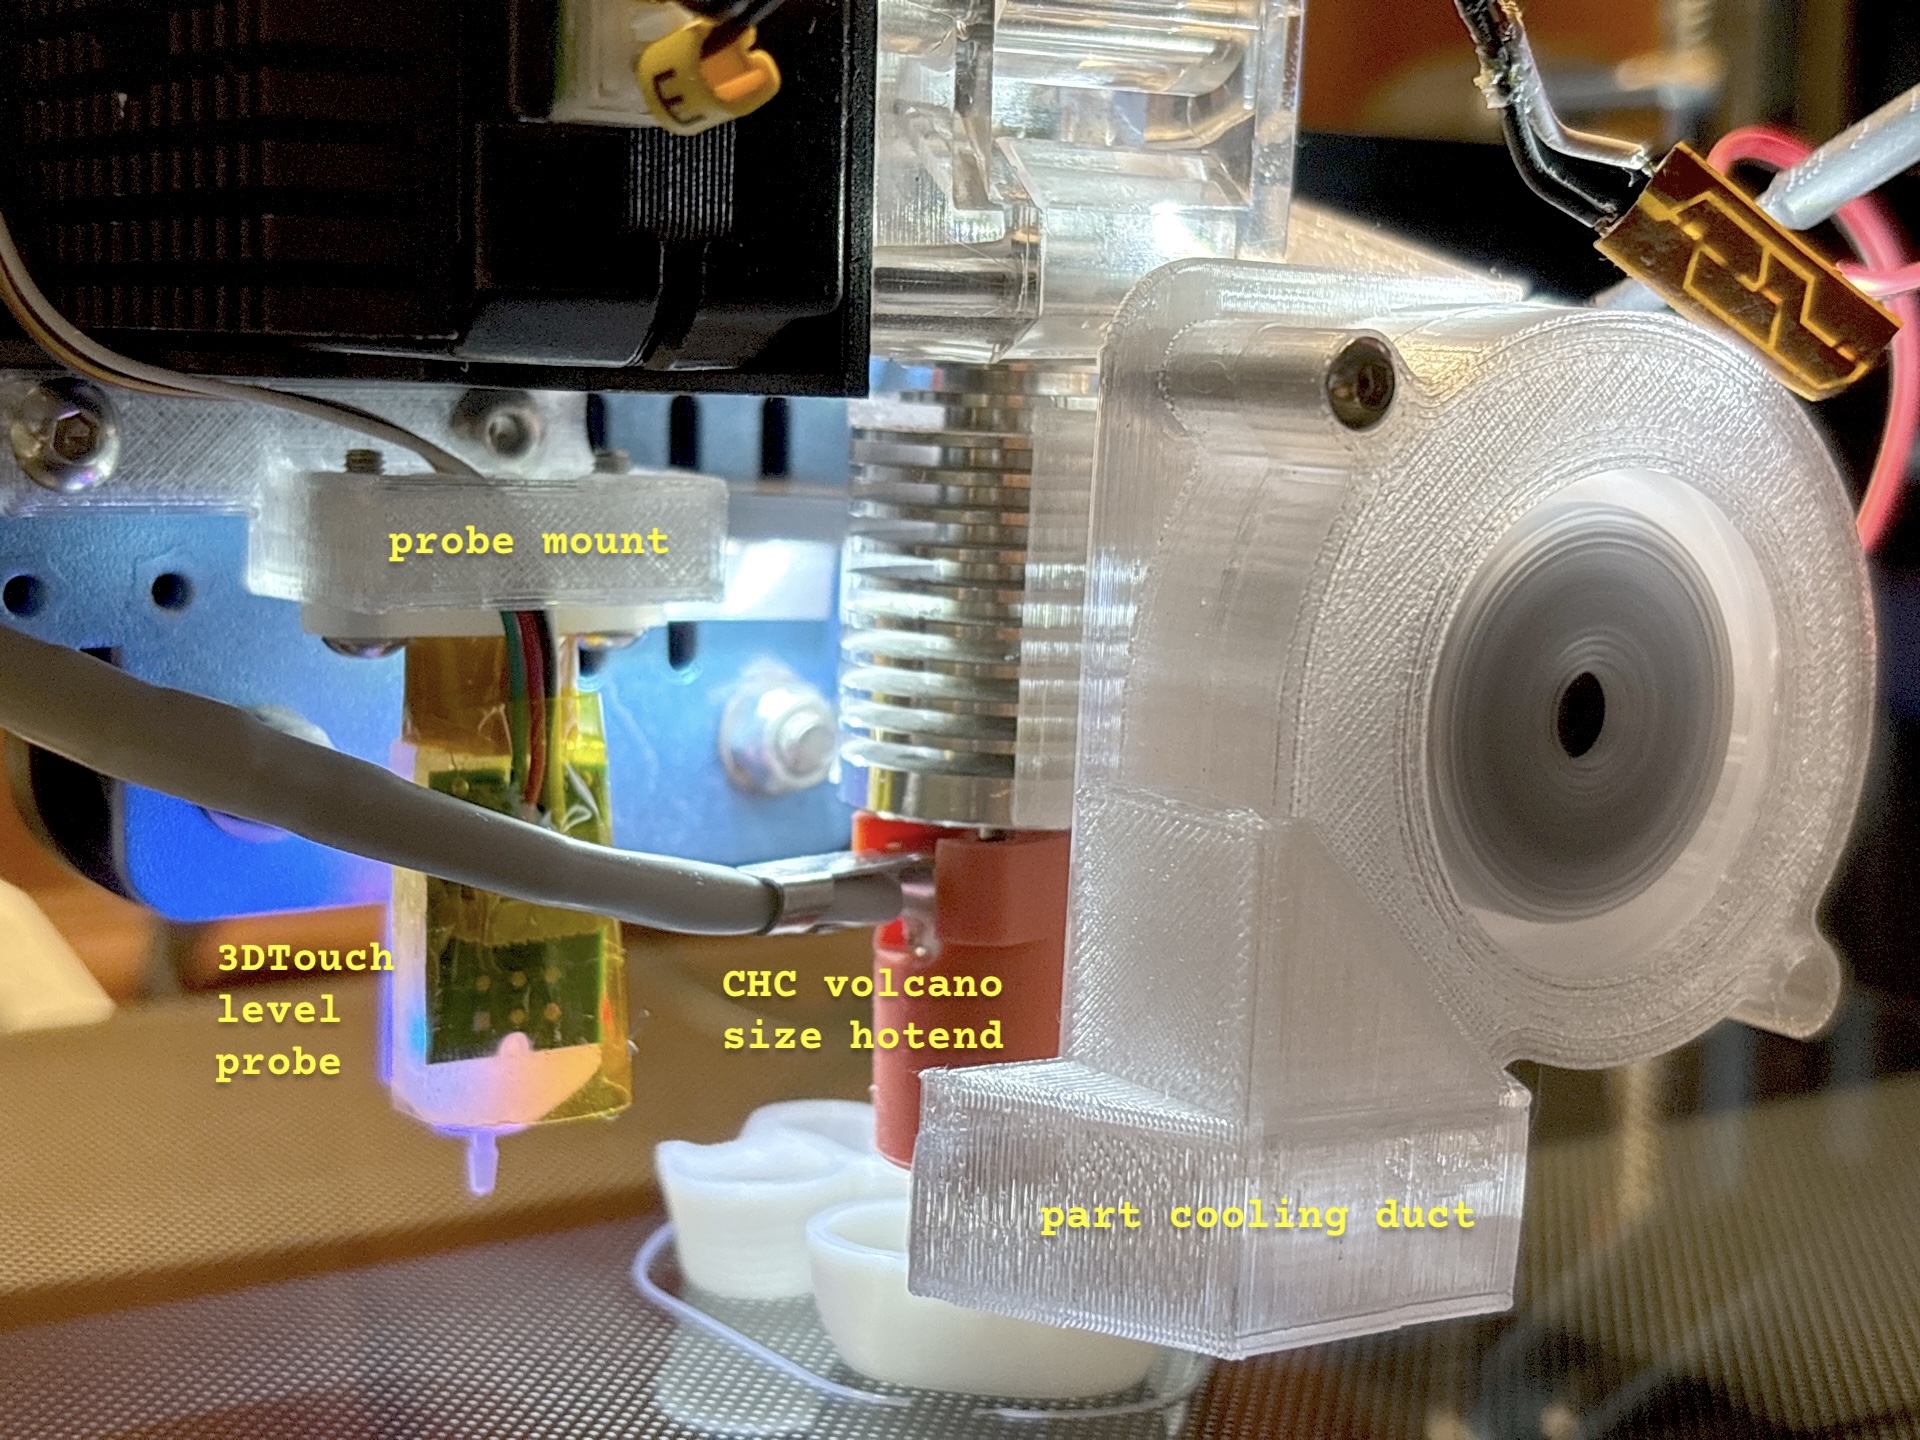 E
probe mount
3DTouch
level
probe
CHC volcano
size hotend
part cooling duct